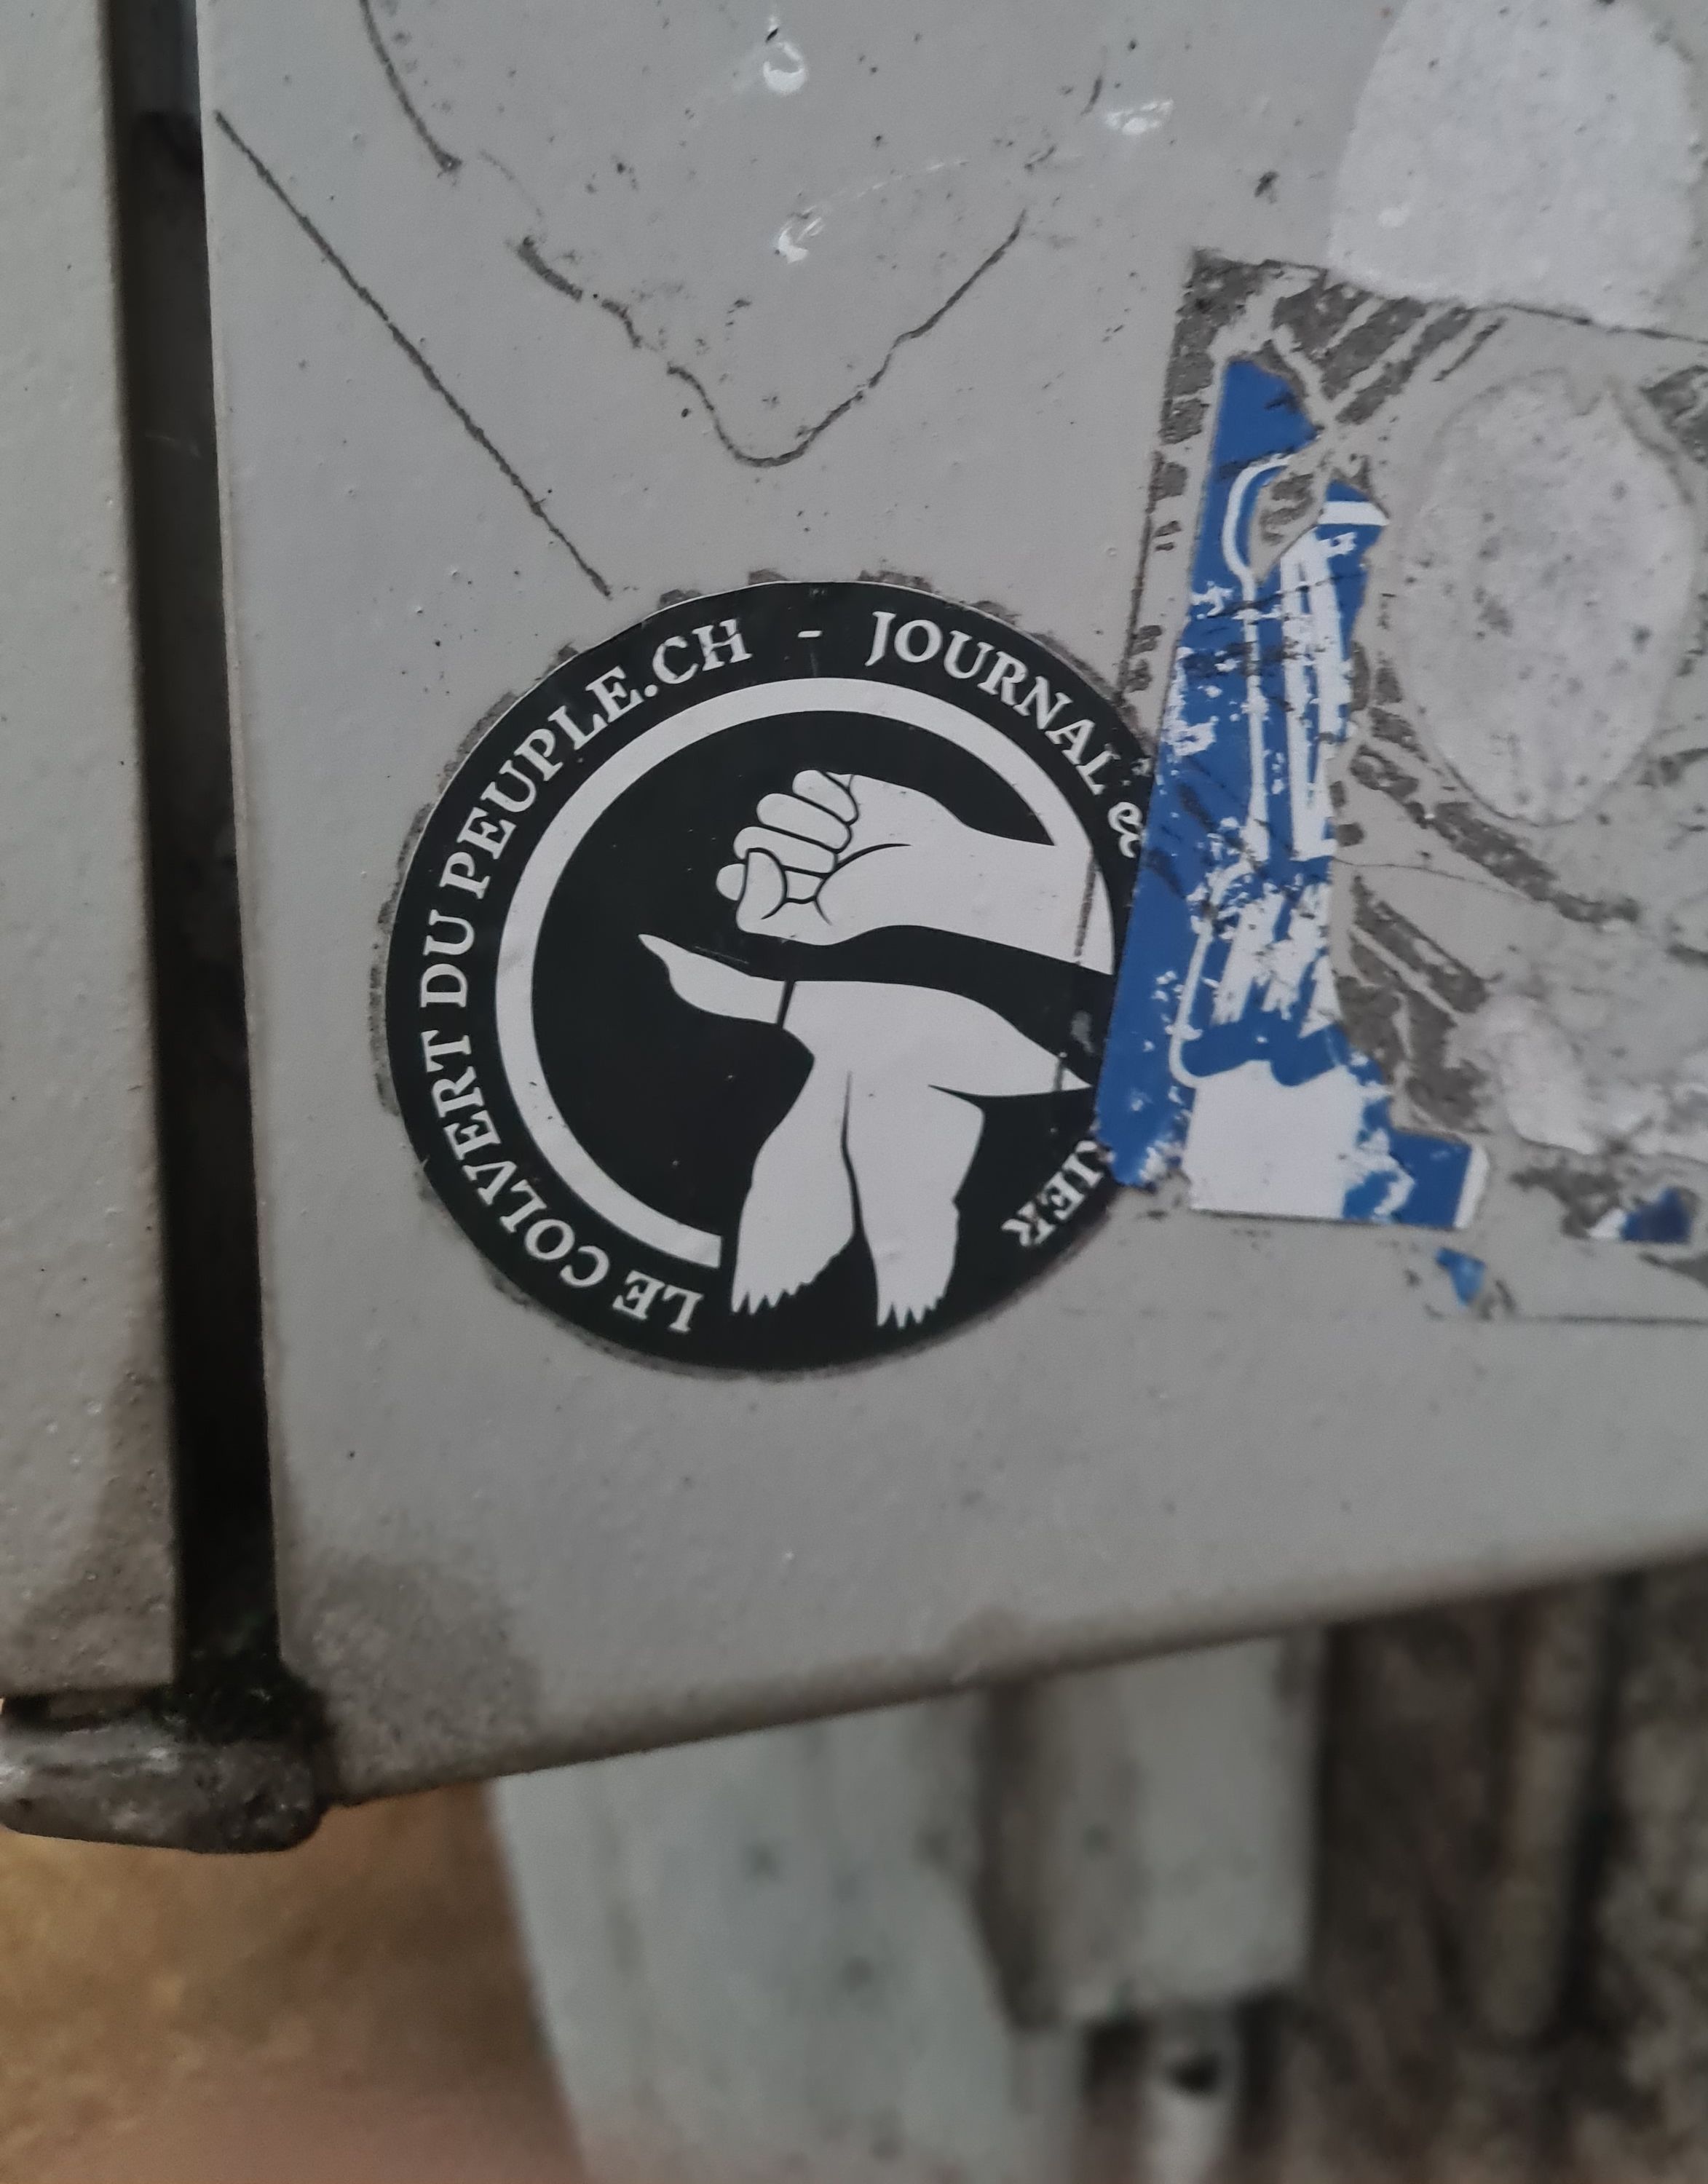 LE COLVERT DU PEUPLE.CH - JOURNAL &